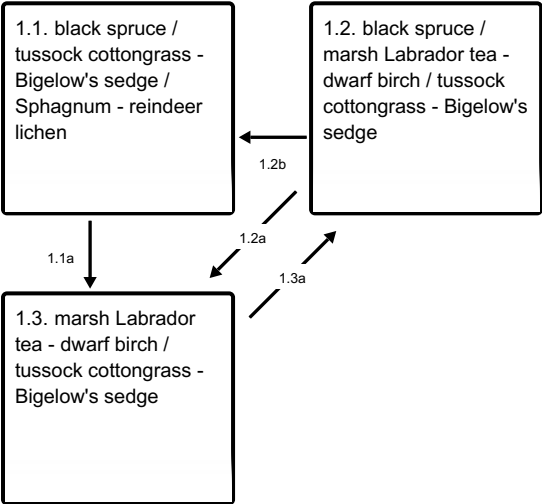 1.1. black spruce /
tussock cottongrass -
Bigelow's sedge /
Sphagnum - reindeer
lichen
1.2. black spruce /
marsh Labrador tea -
dwarf birch / tussock
cottongrass - Bigelow's
sedge
1.2b
1.2a
1.1a
1.3a
1.3. marsh Labrador
tea - dwarf birch /
tussock cottongrass -
Bigelow's sedge